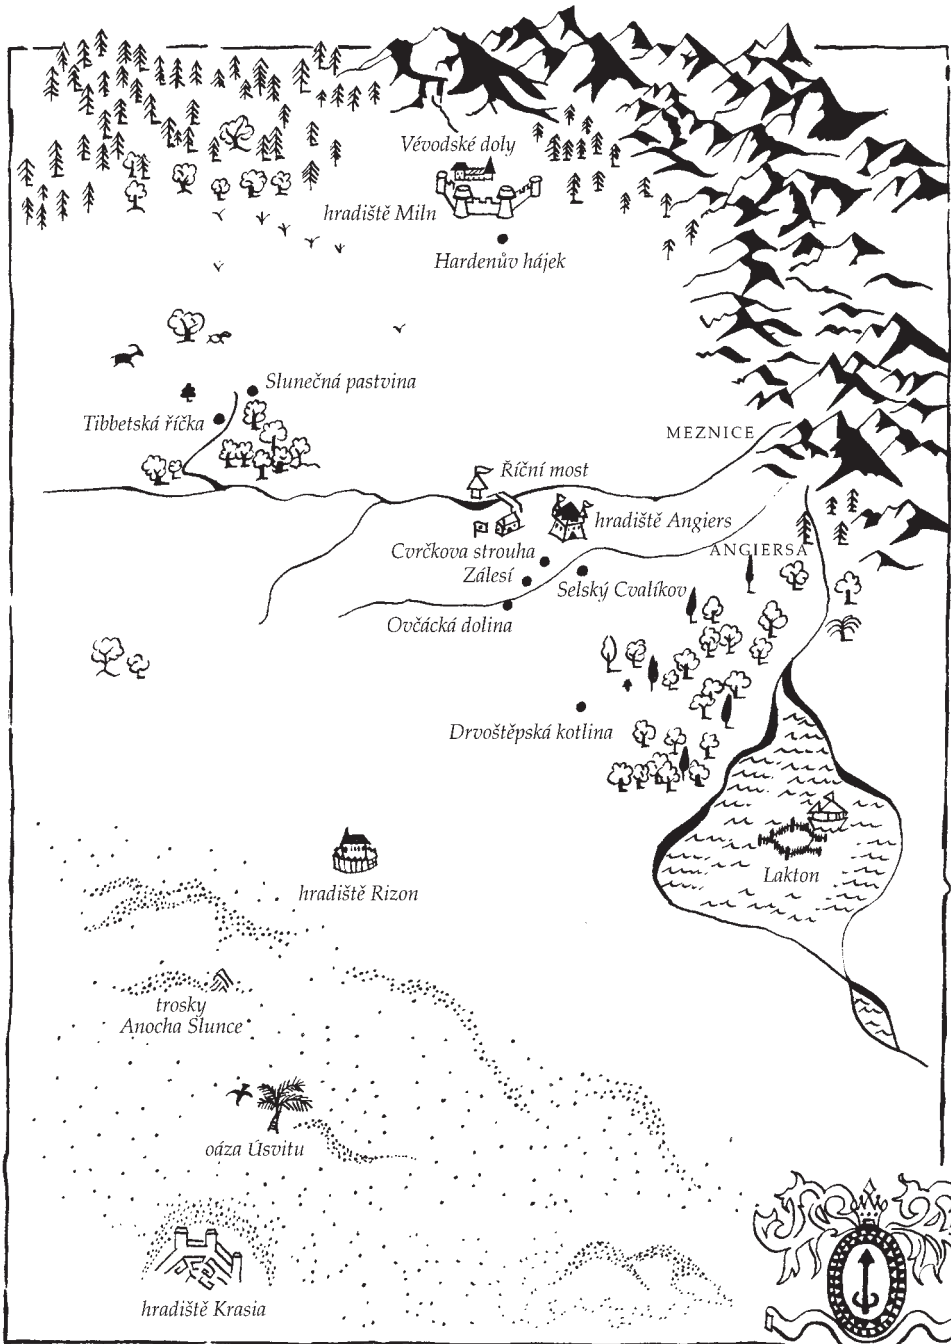 Vévodské doly
hradiště Miln
Hardenův hájek
Slunečná pastvina
Tibbetská říčka
MEZNICE
Říční most
hradiště Angiers
Cvrčkova strouha
ANGIERSA
Zálesí
Selský Cvalíkov
Ovčácká dolina
Drvoštěpská kotlina
Lakton
hradiště Rizon
trosky
Anocha Slunce
oáza Úsvitu
hradiště Krasia